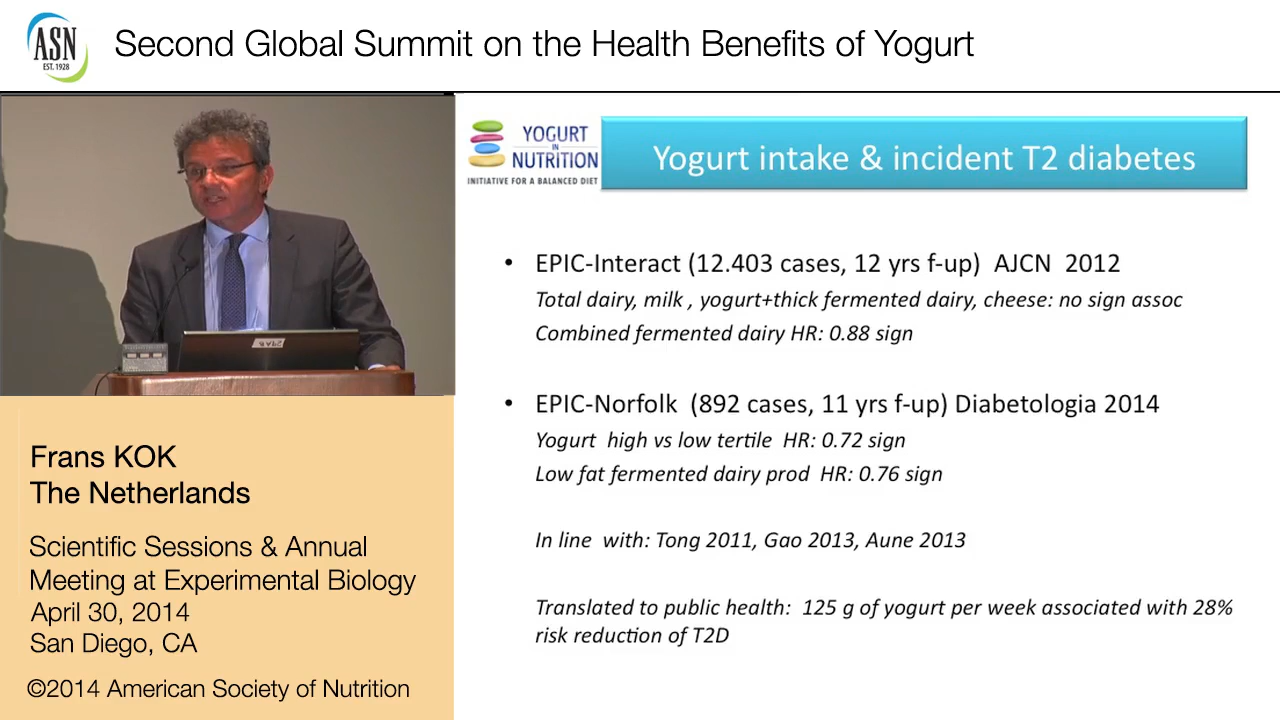 ASN
EST. 1928
Second Global Summit on the Health Benefits of Yogurt
YOGURT
IN
NUTRITION
INITIATIVE FOR A BALANCED DIET
Yogurt intake & incident T2 diabetes
• EPIC-Interact (12.403 cases, 12 yrs f-up) AJCN 2012
Total dairy, milk , yogurt+thick fermented dairy, cheese: no sign assoc
Combined fermented dairy HR: 0.88 sign
• EPIC-Norfolk (892 cases, 11 yrs f-up) Diabetologia 2014
Yogurt high vs low tertile HR: 0.72 sign
Low fat fermented dairy prod HR: 0.76 sign
In line with: Tong 2011, Gao 2013, Aune 2013
Translated to public health: 125 g of yogurt per week associated with 28%
risk reduction of T2D
Frans KOK
The Netherlands
Scientific Sessions & Annual
Meeting at Experimental Biology
April 30, 2014
San Diego, CA
©2014 American Society of Nutrition